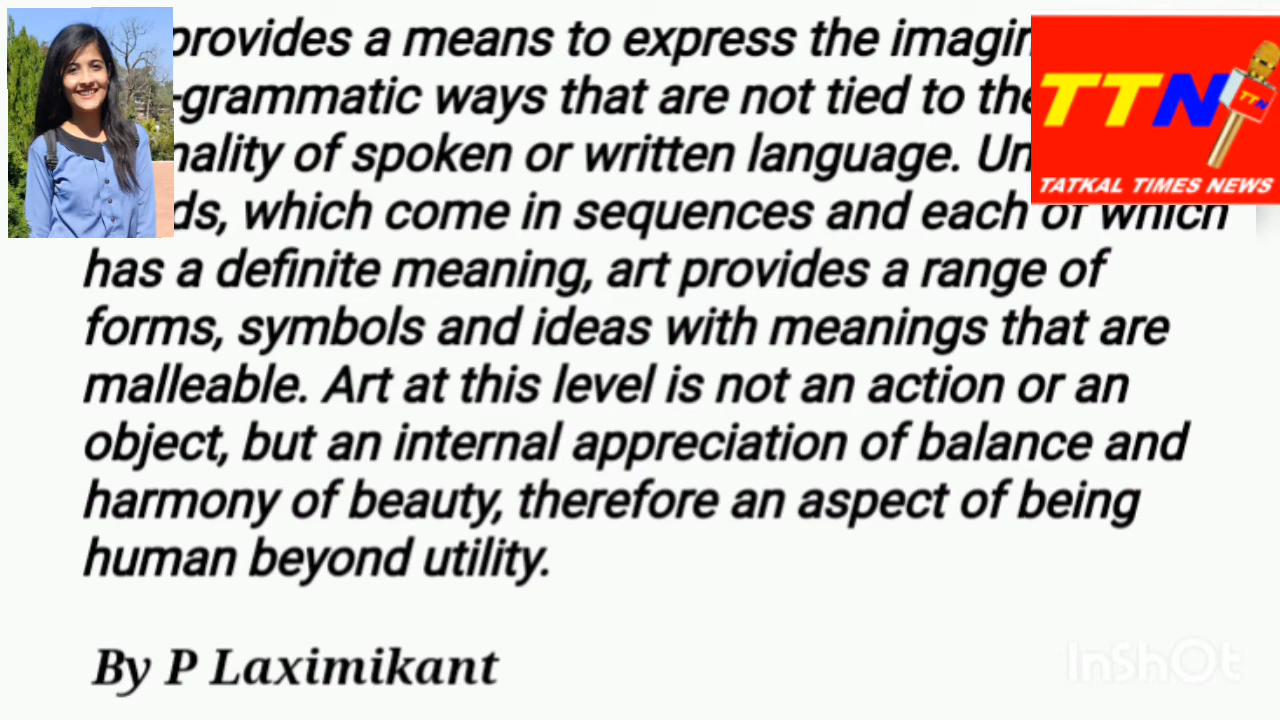 provides a means to express the
-grammatic ways that are not tied to the
of spoken or written language.
which come in sequences and each of which
has a definite meaning, art provides a range of
forms, symbols and ideas with meanings that are
malleable. Art at this level is not an action or an
object, but an internal appreciation of balance and
harmony of beauty, therefore an aspect of being
human beyond utility.
By P Laximikant
TTN
TTN
TATKAL TIMES NEWS
InShOt